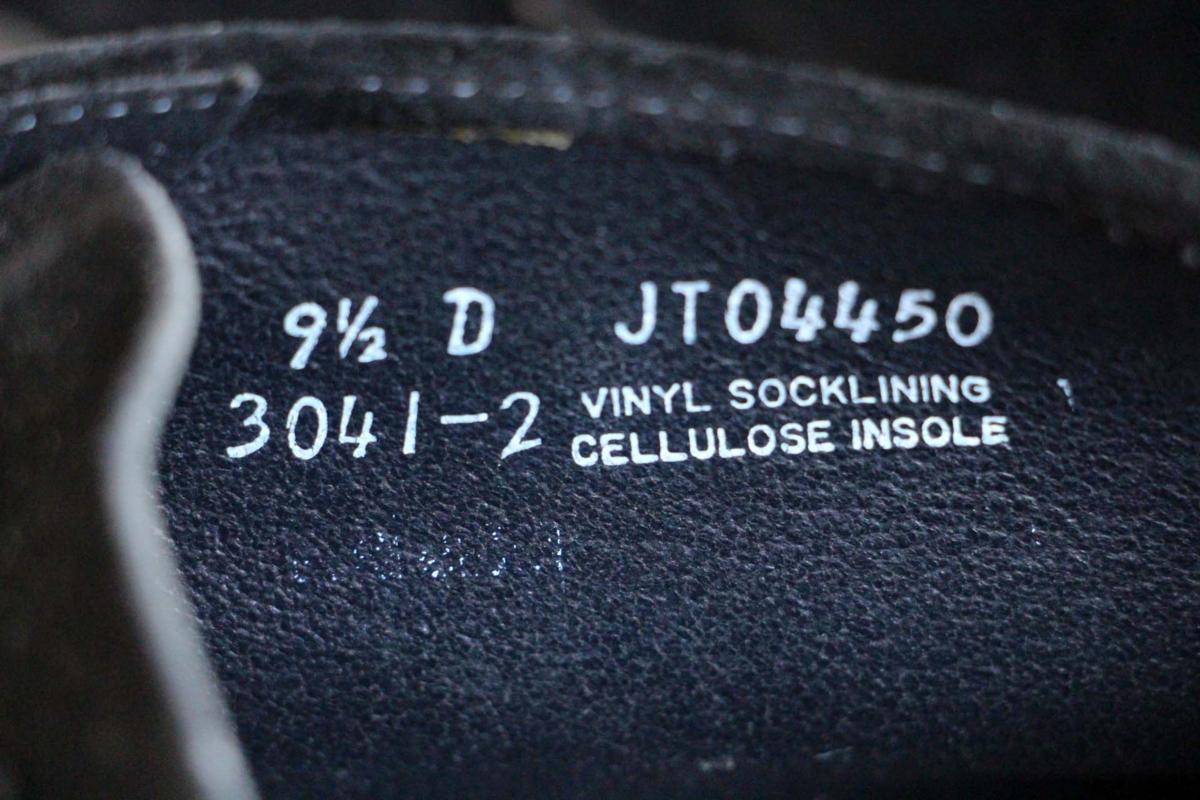 9½ D JT04450
3041-2 VINYL SOCKLINING
CELLULOSE INSOLE